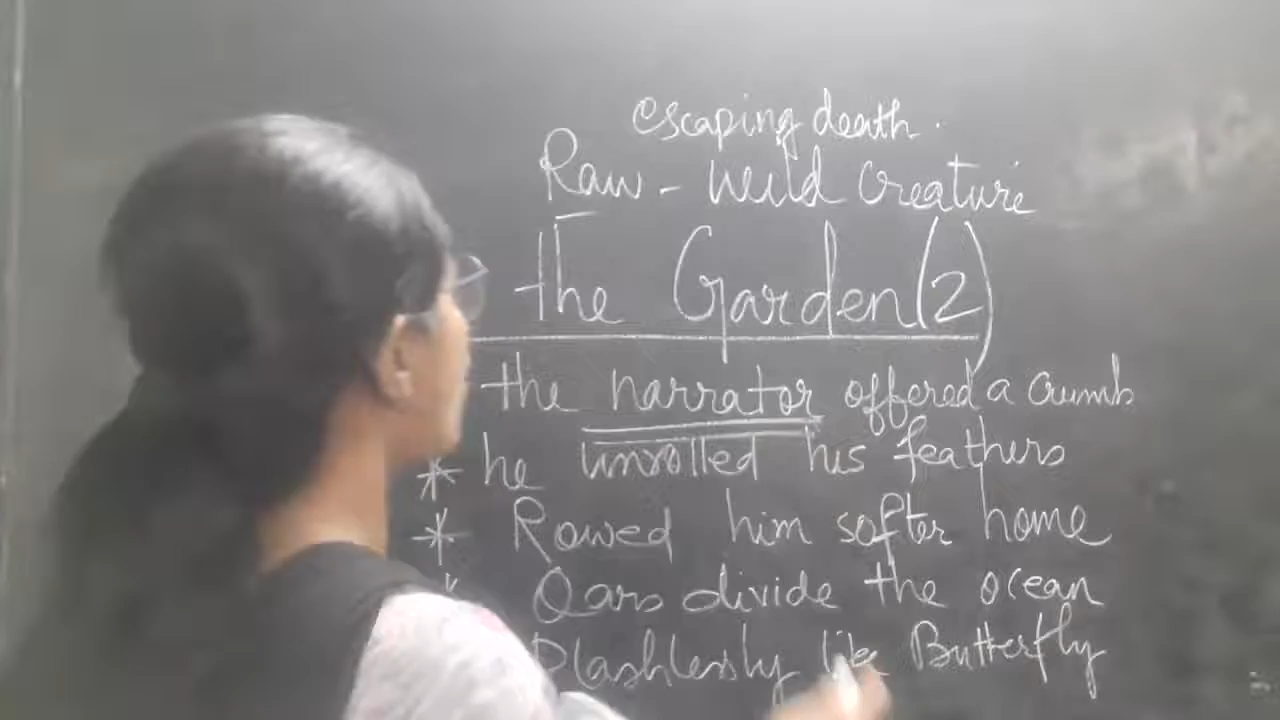 escaping death.
Raw - Wild Creature
the Garden (2)
the narrator offered a Crumb
* he unrolled his feathers
* Rowed him softer home
* Oars divide the ocean
Plashlessly like Butterfly